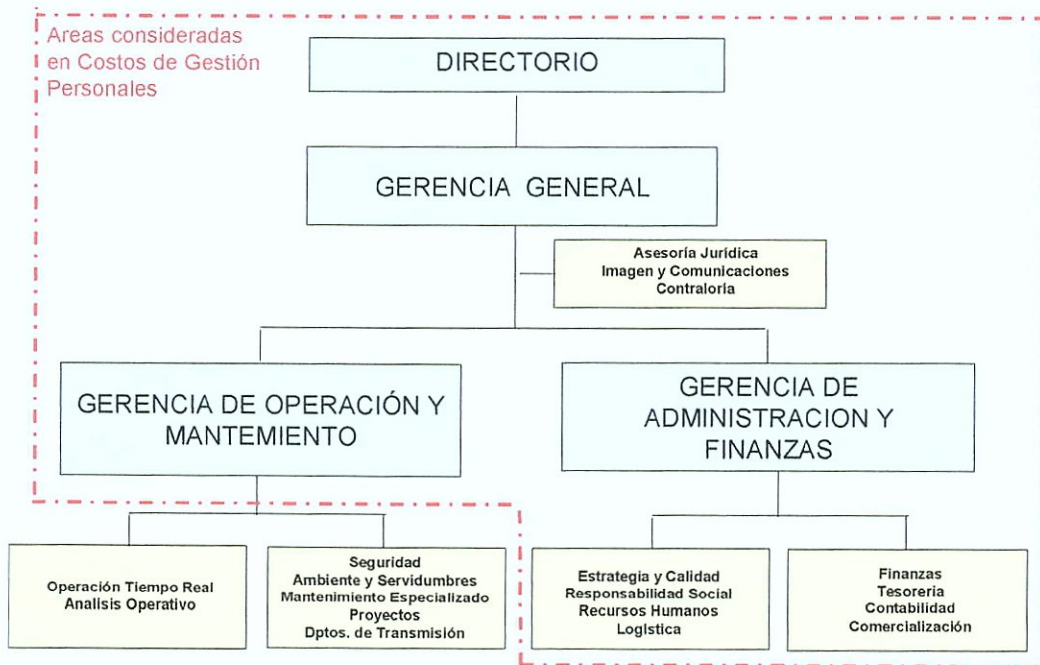 Areas consideradas
en Costos de Gestión
Personales
DIRECTORIO
GERENCIA GENERAL
Asesoría Jurídica
Imagen y Comunicaciones
Contraloría
GERENCIA DE OPERACIÓN Y
MANTEMIENTO
GERENCIA DE
ADMINISTRACION Y
FINANZAS
Operación Tiempo Real
Analisis Operativo
Seguridad
Ambiente y Servidumbres
Mantenimiento Especializado
Proyectos
Dptos. de Transmisión
Estrategia y Calidad
Responsabilidad Social
Recursos Humanos
Logistica
Finanzas
Tesoreria
Contabilidad
Comercialización